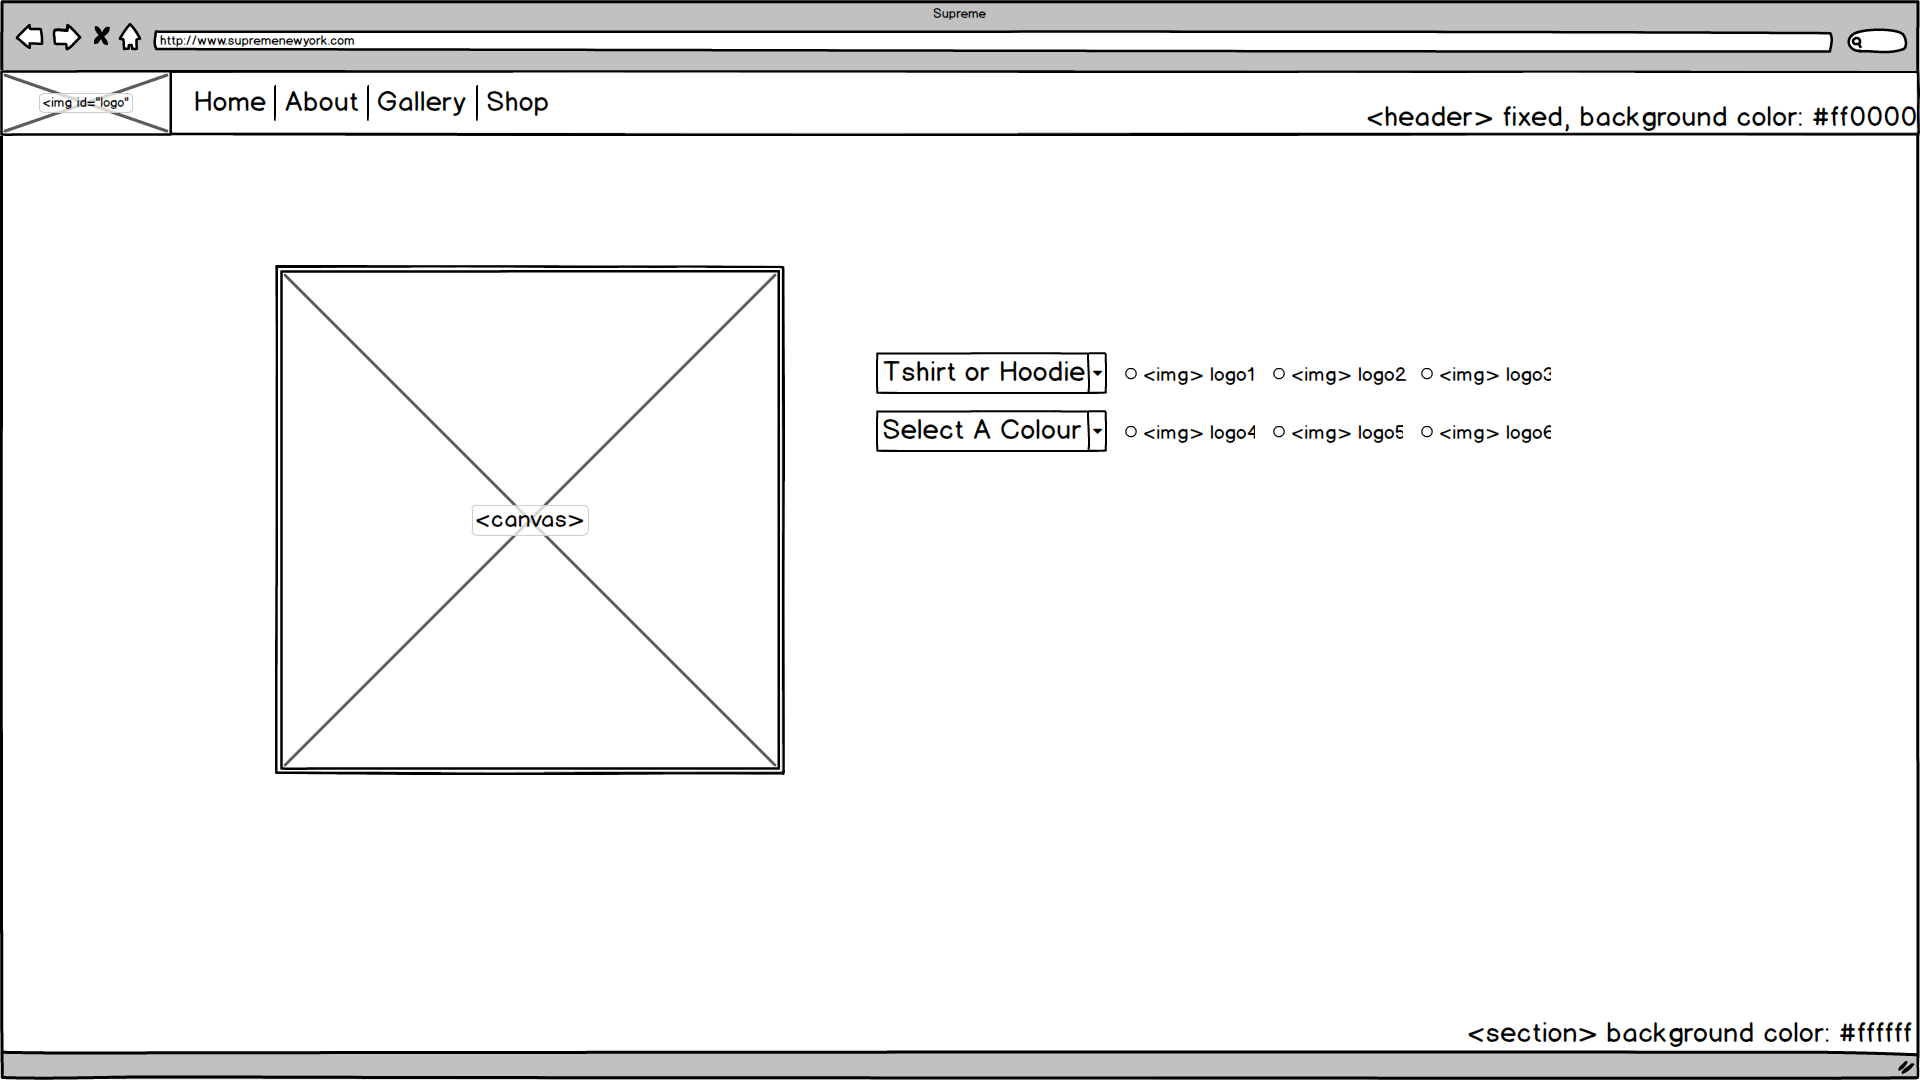 Supreme
http://www.supremenewyork.com
<img id="logo"
Home About Gallery Shop
<header> fixed, background color: #ff0000
<canvas>
Tshirt or Hoodie <img> logo1 <img> logo2 <img> logo3
Select A Colour <img> logo4 <img> logo5 <img> logo6
<section> background color: #ffffff